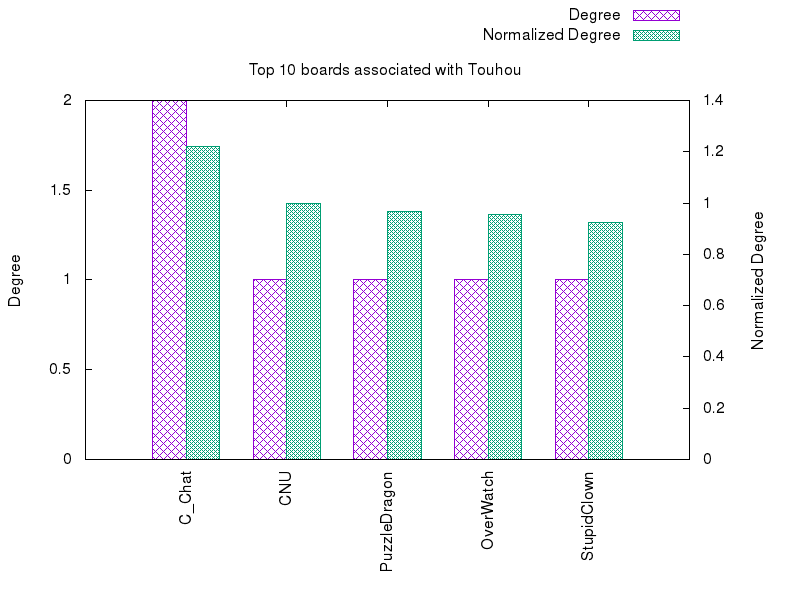 Degree
Normalized Degree
Top 10 boards associated with Touhou
2
1.5
1
0.5
0
1.4
1.2
1
0.8
0.6
0.4
0.2
0
Degree
Normalized Degree
C_Chat
CNU
PuzzleDragon
OverWatch
StupidClown